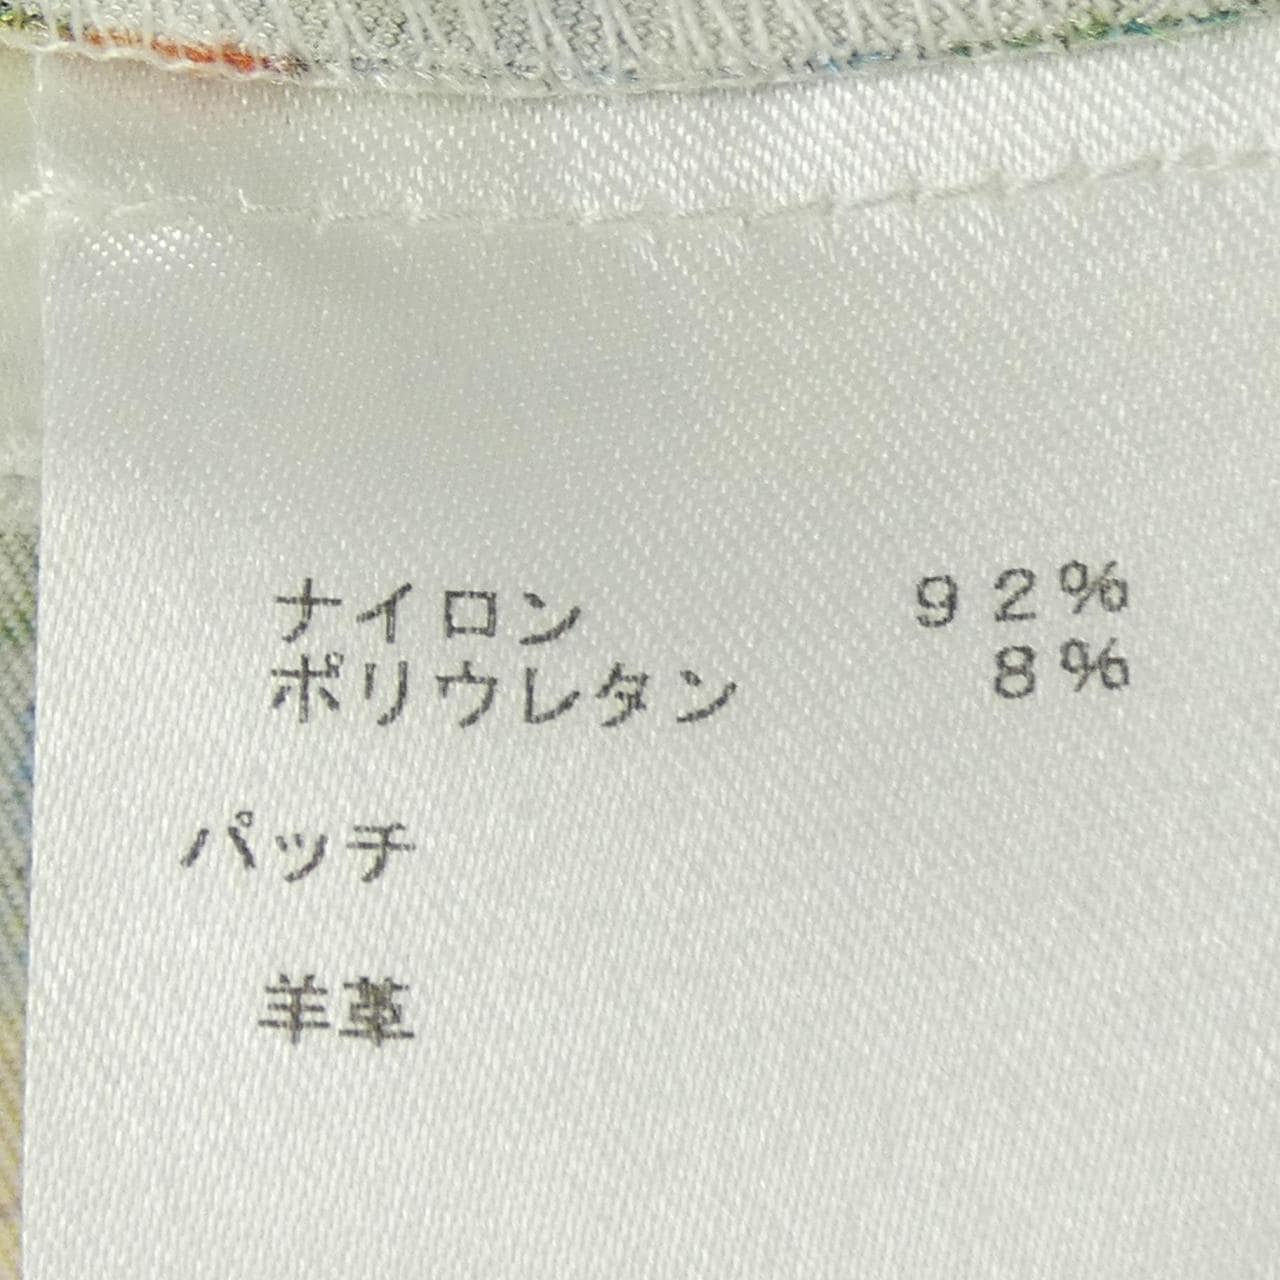 ナイロン 92%
ポリウレタン 8%
パッチ
羊革